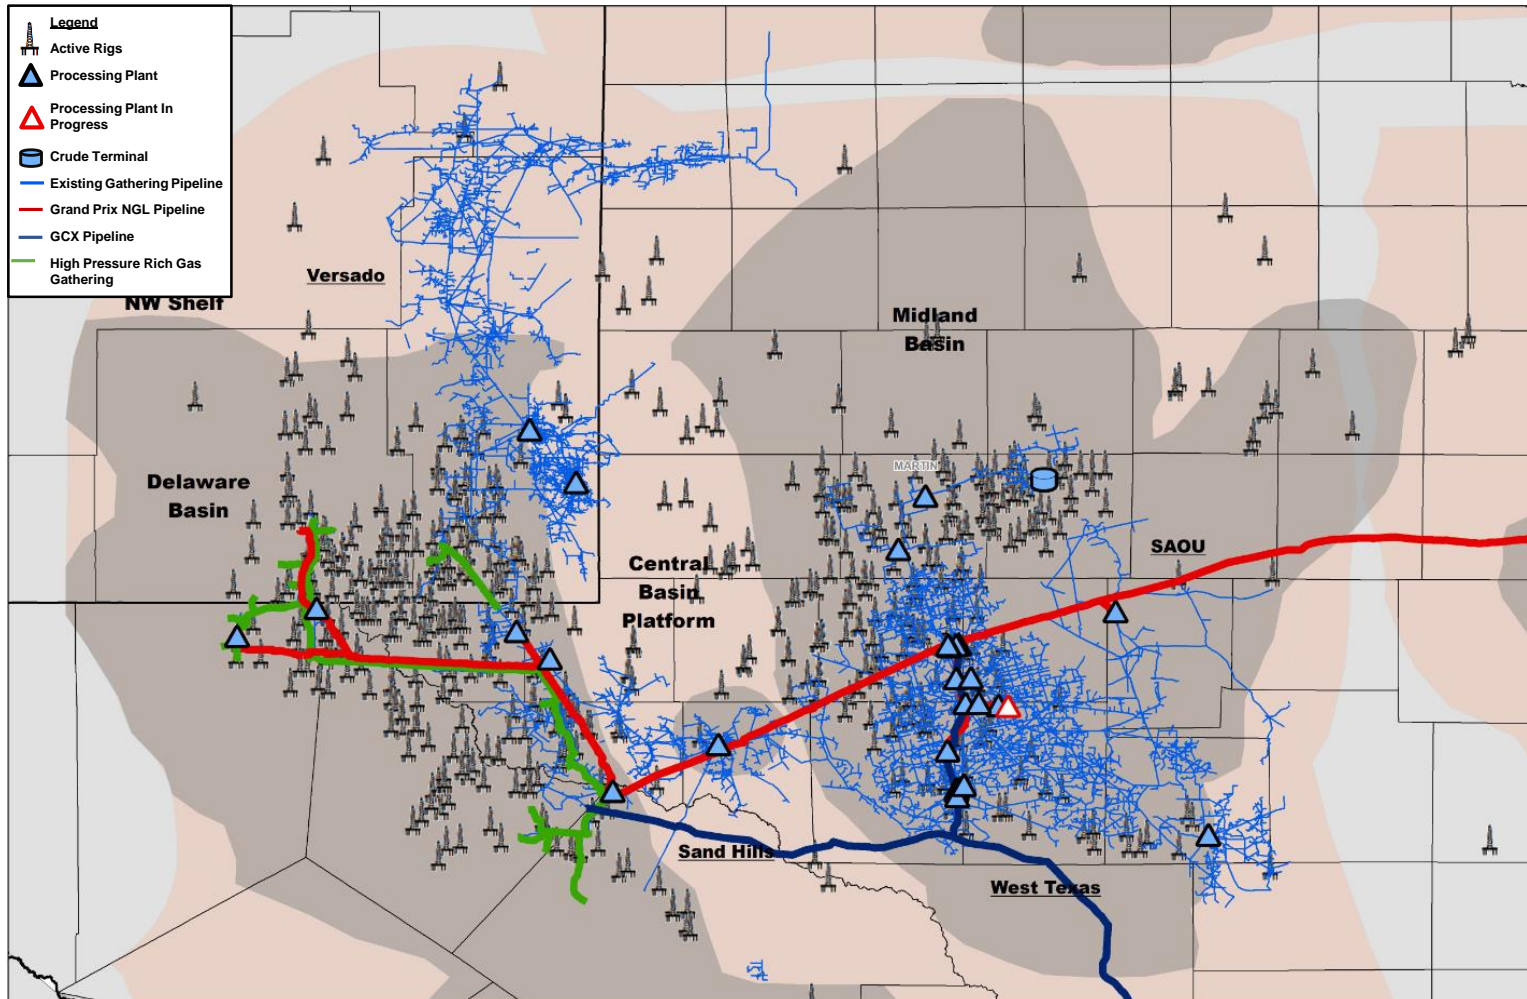 Legend
Active Rigs
Processing Plant
Processing Plant In
Progress
Crude Terminal
Existing Gathering Pipeline
Grand Prix NGL Pipeline
GCX Pipeline
High Pressure Rich Gas
Gathering
NW Shelf
Versado
Midland
Basin
Delaware
Basin
MARTIN
Central
Basin
Platform
SAOU
Sand Hills
West Texas